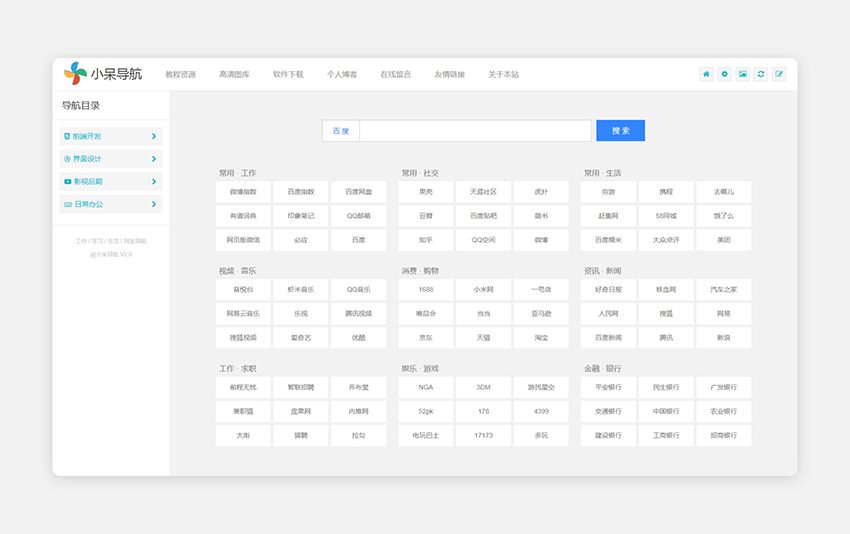 小呆导航 教程资源 高清图库 软件下载 个人博客 在线留言 友情链接 关于本站
导航目录
前端开发
界面设计
影视后期
日常办公
工作 / 学习 / 生活 / 网址导航
@小呆导航 V2.0
百度 搜索
常用 · 工作
微博指数 百度指数 百度网盘
有道词典 印象笔记 QQ邮箱
网页版微信 必应 百度
常用 · 社交
果壳 天涯社区 虎扑
豆瓣 百度贴吧 简书
知乎 QQ空间 微博
常用 · 生活
穷游 携程 去哪儿
赶集网 58同城 饿了么
百度糯米 大众点评 美团
视频 · 音乐
音悦台 虾米音乐 QQ音乐
网易云音乐 乐视 腾讯视频
搜狐视频 爱奇艺 优酷
消费 · 购物
1688 小米网 一号店
唯品会 当当 亚马逊
京东 天猫 淘宝
资讯 · 新闻
好奇日报 铁血网 汽车之家
人民网 搜狐 网易
百度新闻 腾讯 新浪
工作 · 求职
前程无忧 智联招聘 乔布堂
兼职猫 应果网 内推网
大街 猎聘 拉勾
娱乐 · 游戏
NGA 3DM 游民星空
52pk 178 4399
电玩巴士 17173 多玩
金融 · 银行
平安银行 民生银行 广发银行
交通银行 中国银行 农业银行
建设银行 工商银行 招商银行